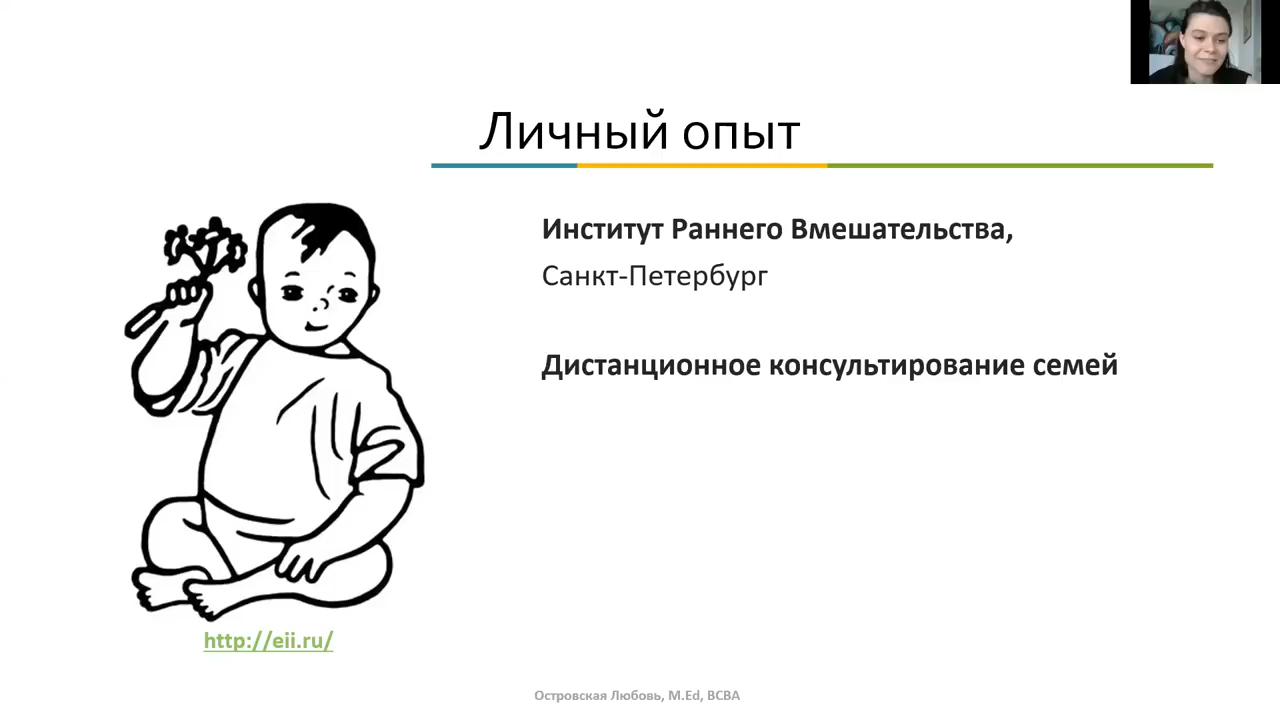 Личный опыт
Институт Раннего Вмешательства,
Санкт-Петербург
Дистанционное консультирование семей
http://eii.ru/
Островская Любовь, M.Ed, BCBA